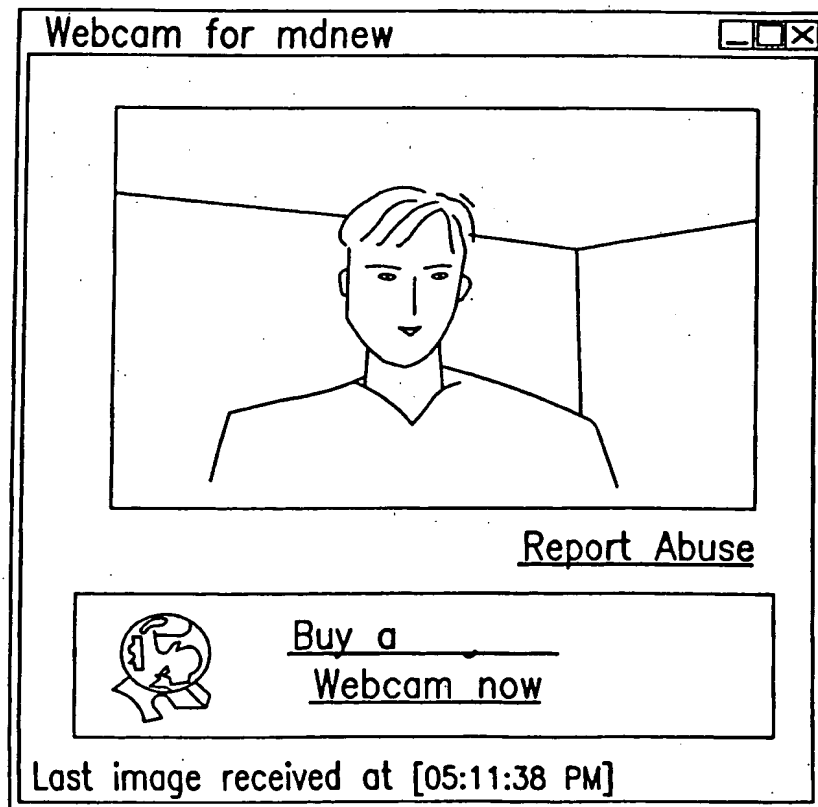 Webcam for mdnew
Report Abuse
Buy a
Webcam now
Last image received at [05:11:38 PM]